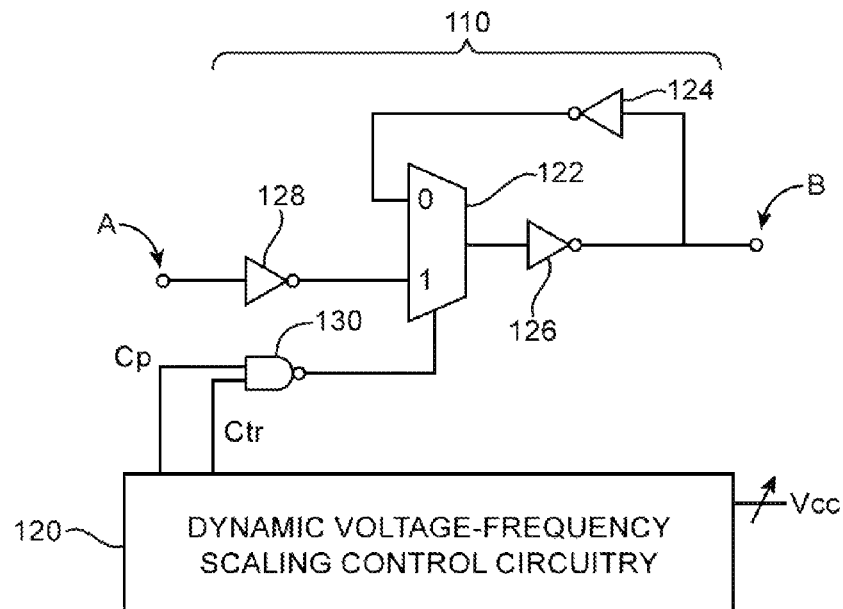 110
124
122
0
B
128
A
1
126
130
Cp
Ctr
Vcc
120
DYNAMIC VOLTAGE-FREQUENCY
SCALING CONTROL CIRCUITRY